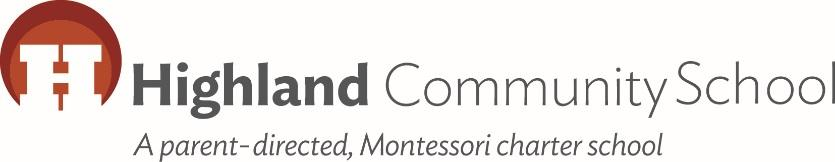 H Highland Community School
A parent-directed, Montessori charter school